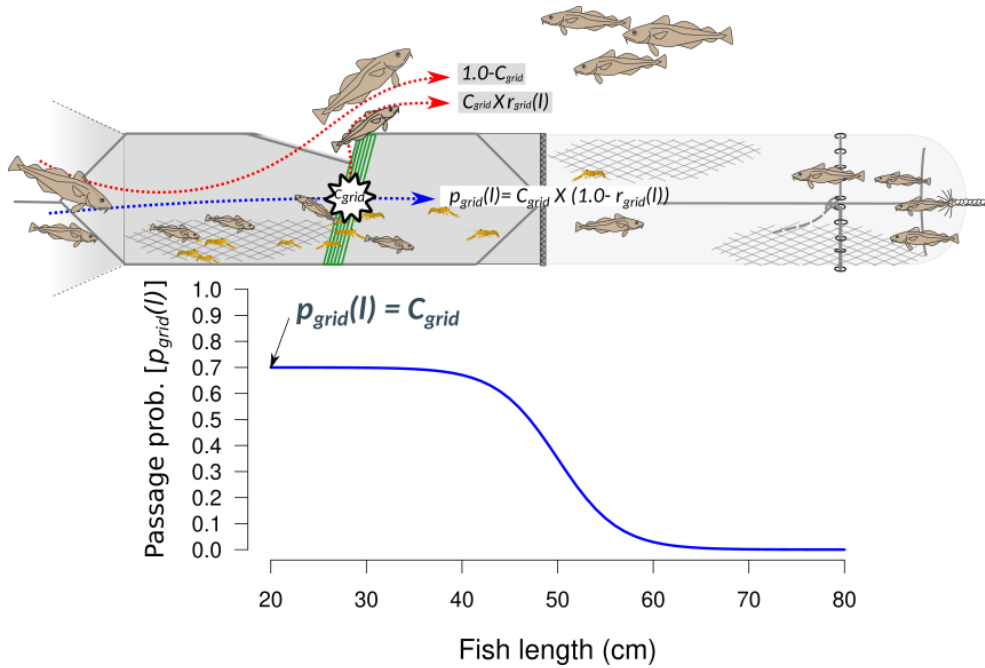 1.0-Cgrid
Cgrid X rgrid(l)
Cgrid
pgrid(l)= Cgrid X (1.0- rgrid(l))
pgrid(l) = Cgrid
Passage prob. [pgrid(l)]
1.0
0.9
0.8
0.7
0.6
0.5
0.4
0.3
0.2
0.1
0.0
20 30 40 50 60 70 80
Fish length (cm)